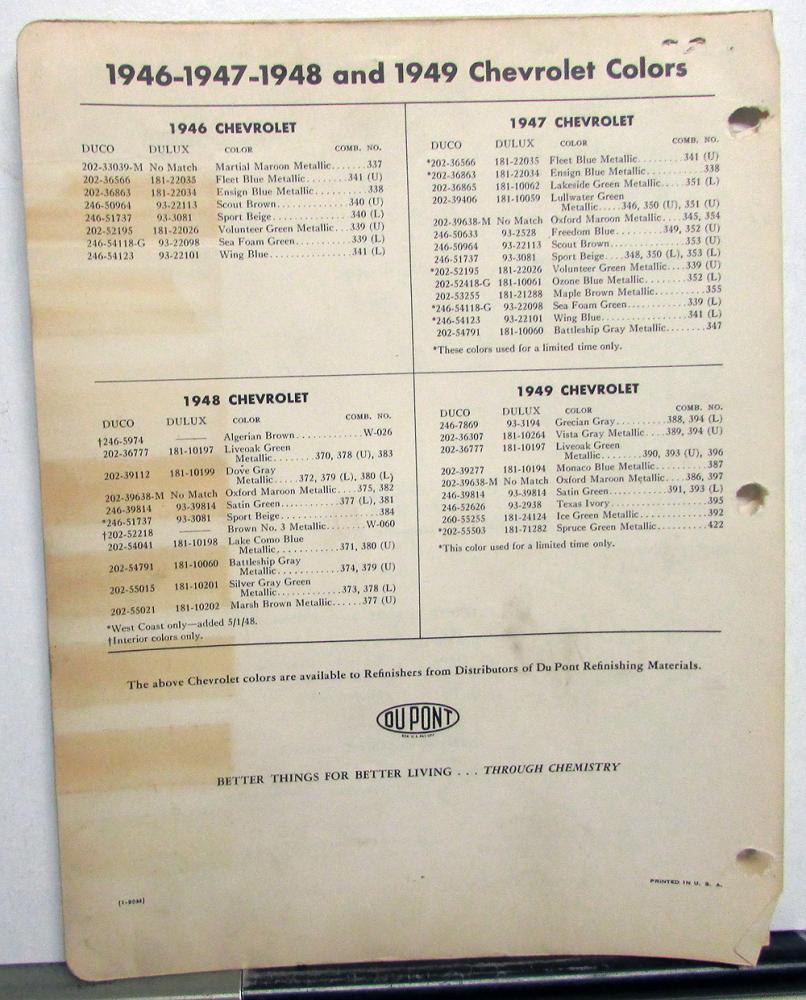 1946-1947-1948 and 1949 Chevrolet Colors
1946 CHEVROLET
DUCO DULUX COLOR COMB. NO.
202-33039-M No Match Martial Maroon Metallic.......337
202-36566 181-22035 Fleet Blue Metallic..........341 (U)
202-36863 181-22034 Ensign Blue Metallic...........338
246-50964 93-22113 Scout Brown................340 (U)
246-51737 93-3081 Sport Beige.................340 (L)
202-52195 181-22026 Volunteer Green Metallic...339 (U)
246-54118-G 93-22098 Sea Foam Green.............339 (L)
246-54123 93-22101 Wing Blue..................341 (L)
1947 CHEVROLET
DUCO DULUX COLOR COMB. NO.
*202-36566 181-22035 Fleet Blue Metallic.........341 (U)
*202-36863 181-22034 Ensign Blue Metallic..........338
202-36865 181-10062 Lakeside Green Metallic....351 (L)
202-39406 181-10059 Lullwater Green
Metallic.....346, 350 (U), 351 (U)
202-39638-M No Match Oxford Maroon Metallic....345, 354
246-50633 93-2528 Freedom Blue...........349, 352 (U)
246-50964 93-22113 Scout Brown................353 (U)
246-51737 93-3081 Sport Beige....348, 350 (L), 353 (L)
*202-52195 181-22026 Volunteer Green Metallic....339 (U)
202-52418-G 181-10061 Ozone Blue Metallic........352 (L)
202-53255 181-21288 Maple Brown Metallic..........355
*246-54118-G 93-22098 Sea Foam Green.............339 (L)
*246-54123 93-22101 Wing Blue..................341 (L)
202-54791 181-10060 Battleship Gray Metallic........347
*These colors used for a limited time only.
1948 CHEVROLET
DUCO DULUX COLOR COMB. NO.
†246-5974 ——— Algerian Brown..............W-026
202-36777 181-10197 Liveoak Green
Metallic.........370, 378 (U), 383
202-39112 181-10199 Dove Gray
Metallic.....372, 379 (L), 380 (L)
202-39638-M No Match Oxford Maroon Metallic....375, 382
246-39814 93-39814 Satin Green...........377 (L), 381
*246-51737 93-3081 Sport Beige...................384
†202-52218 ——— Brown No. 3 Metallic........W-060
202-54041 181-10198 Lake Como Blue
Metallic.............371, 380 (U)
202-54791 181-10060 Battleship Gray
Metallic.............374, 379 (U)
202-55015 181-10201 Silver Gray Green
Metallic.............373, 378 (L)
202-55021 181-10202 Marsh Brown Metallic......377 (U)
*West Coast only—added 5/1/48.
†Interior colors only.
1949 CHEVROLET
DUCO DULUX COLOR COMB. NO.
246-7869 93-3194 Grecian Gray...........388, 394 (L)
202-36307 181-10264 Vista Gray Metallic....389, 394 (U)
202-36777 181-10197 Liveoak Green
Metallic.........390, 393 (U), 396
202-39277 181-10194 Monaco Blue Metallic..........387
202-39638-M No Match Oxford Maroon Metallic....386, 397
246-39814 93-39814 Satin Green...........391, 393 (L)
246-52626 93-2938 Texas Ivory...................395
260-55255 181-24124 Ice Green Metallic.............392
*202-55503 181-71282 Spruce Green Metallic..........422
*This color used for a limited time only.
The above Chevrolet colors are available to Refinishers from Distributors of Du Pont Refinishing Materials.
DU PONT
BETTER THINGS FOR BETTER LIVING . . . THROUGH CHEMISTRY
PRINTED IN U. S. A.